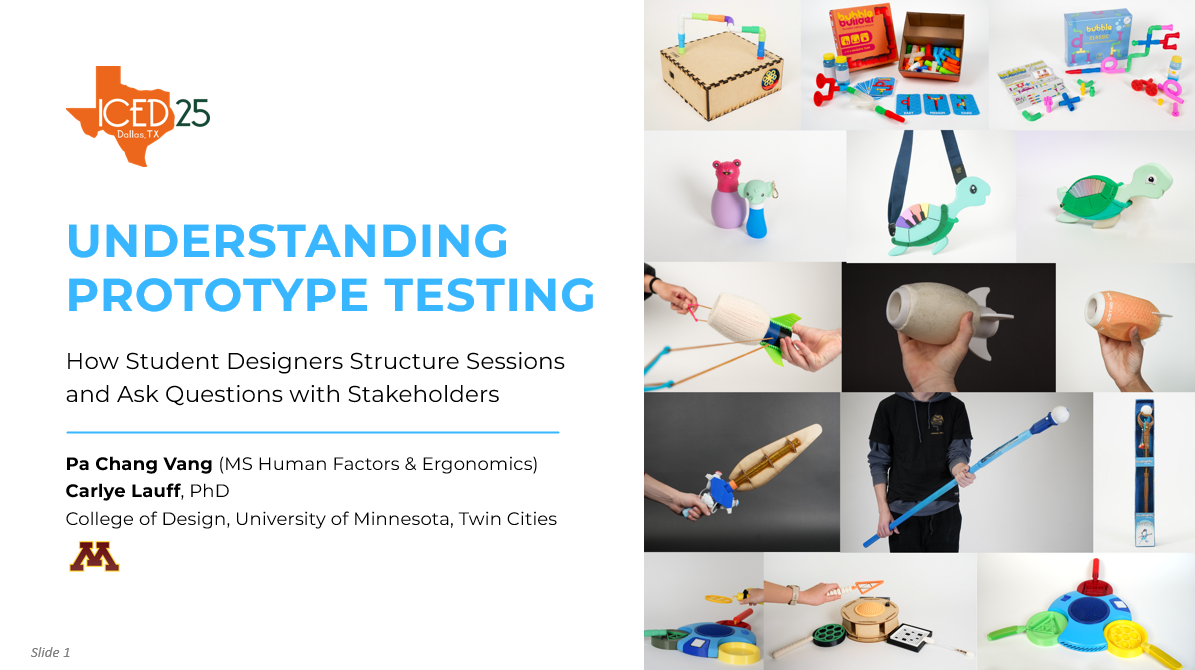 ICED25
Dallas, TX
UNDERSTANDING
PROTOTYPE TESTING
How Student Designers Structure Sessions
and Ask Questions with Stakeholders
Pa Chang Vang (MS Human Factors & Ergonomics)
Carlye Lauff, PhD
College of Design, University of Minnesota, Twin Cities
M
Slide 1
bubble
builder
bubble